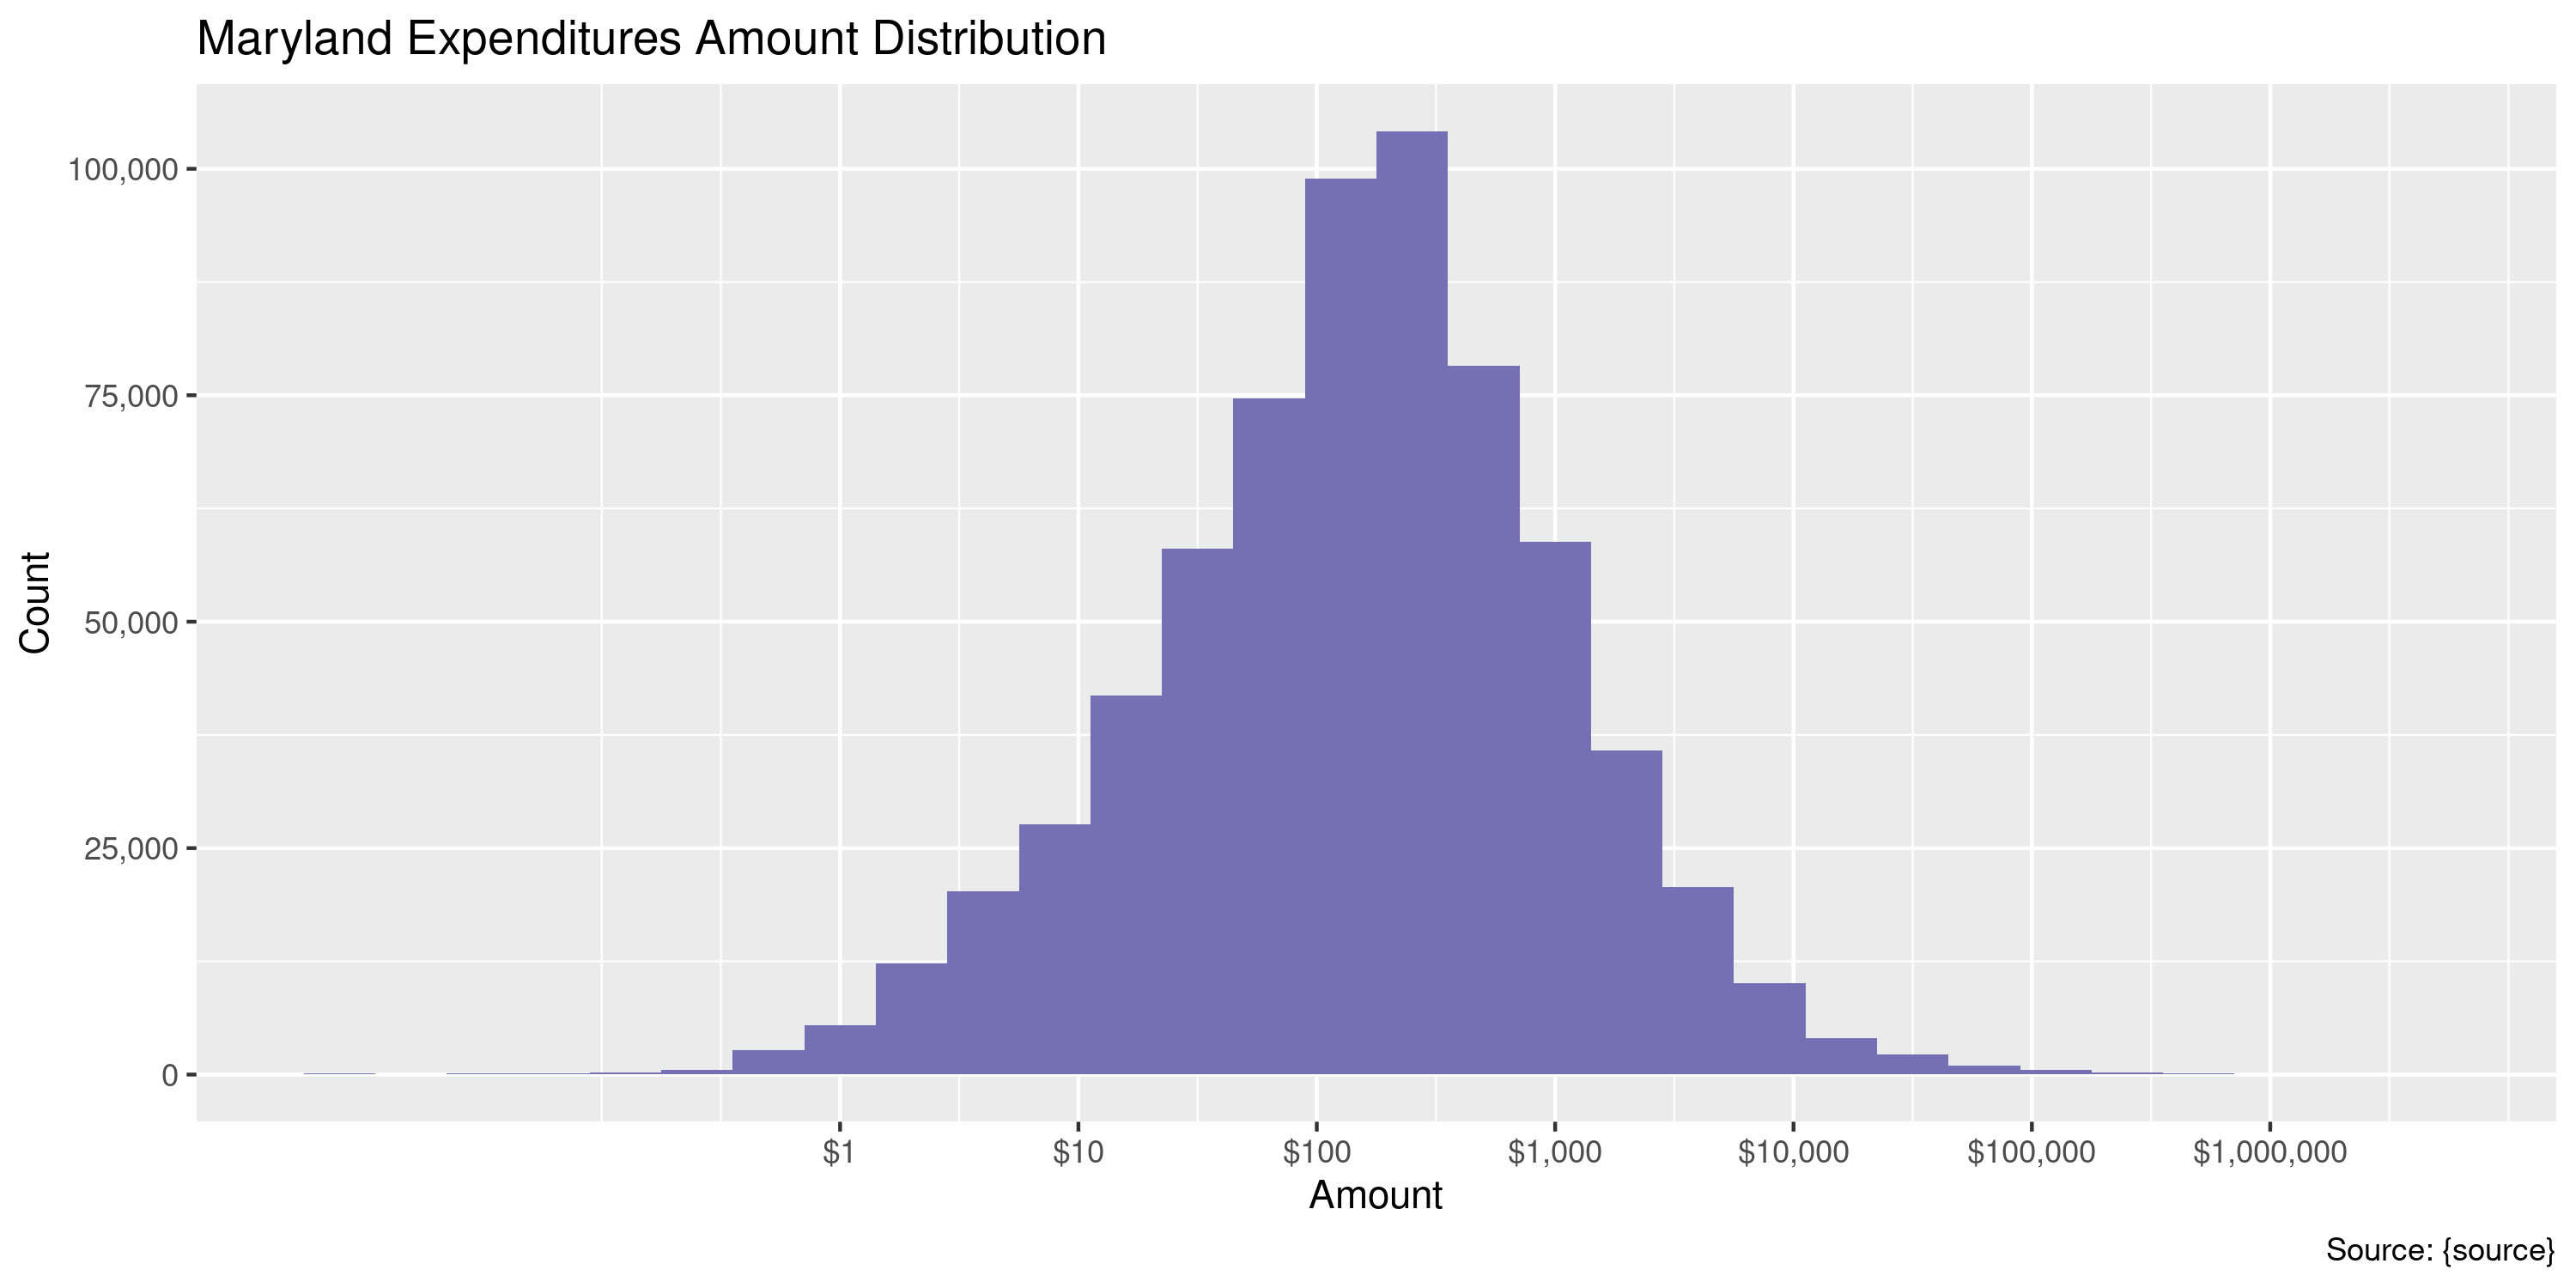 Maryland Expenditures Amount Distribution
100,000
75,000
50,000
25,000
0
Count
$1 $10 $100 $1,000 $10,000 $100,000 $1,000,000
Amount
Source: {source}